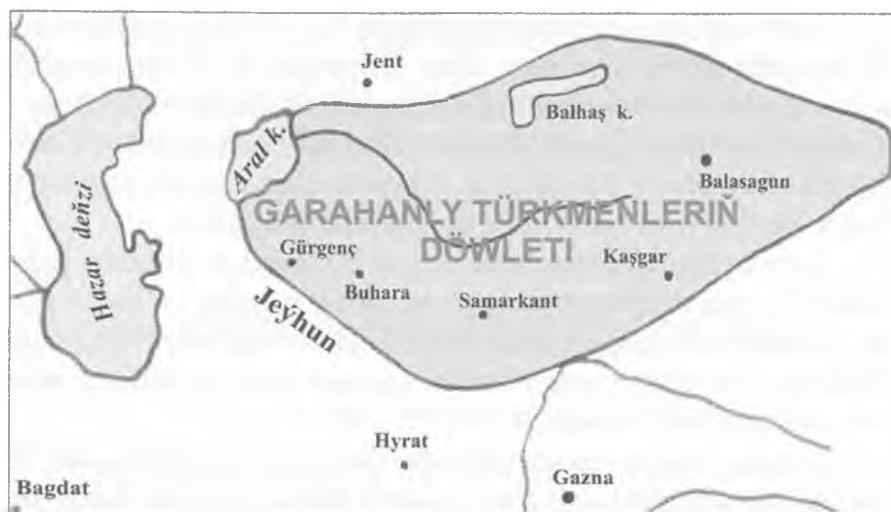 Jent
Balhaş k.
Aral k.
Balasagun
Hazar deňzi
GARAHANLY TÜRKMENLERIŇ
DÖWLETI
Gürgenç
Kaşgar
Buhara
Samarkant
Jeýhun
Hyrat
Gazna
Bagdat